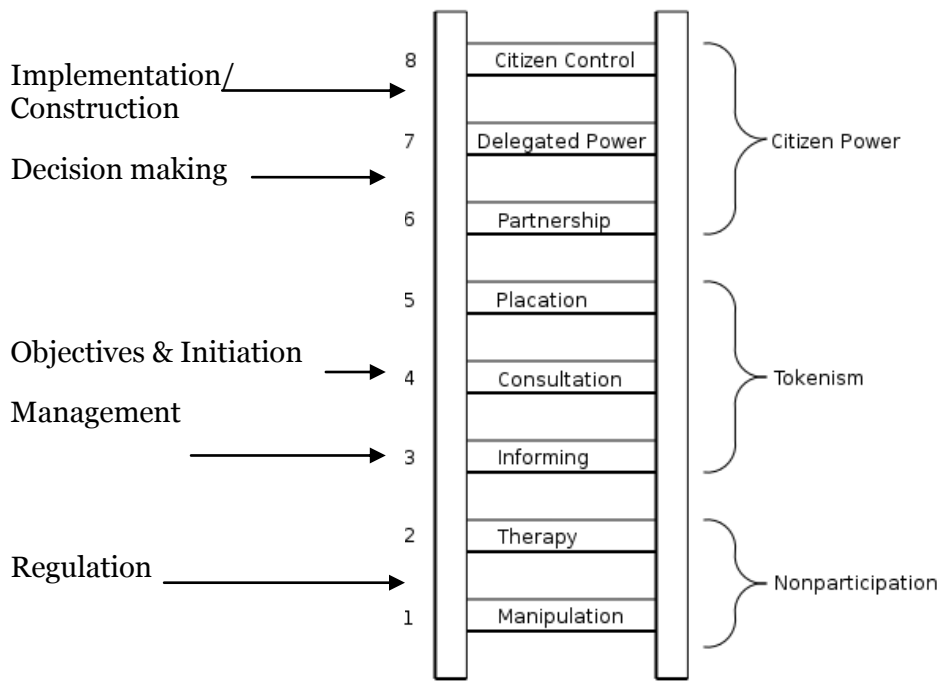 8 Citizen Control
Implementation/
Construction
7 Delegated Power
Citizen Power
Decision making
6 Partnership
5 Placation
Objectives & Initiation
4 Consultation
Tokenism
Management
3 Informing
2 Therapy
Regulation
Nonparticipation
1 Manipulation